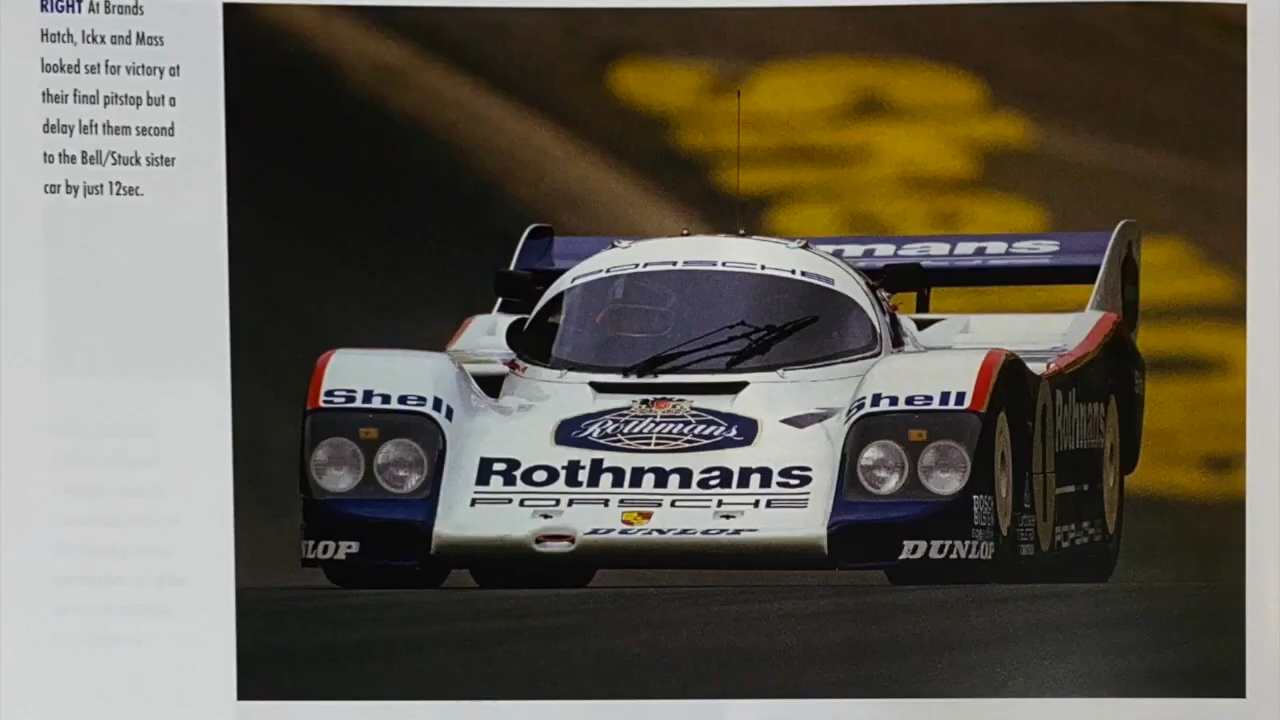 RIGHT At Brands
Hatch, Ickx and Mass
looked set for victory at
their final pitstop but a
delay left them second
to the Bell/Stuck sister
car by just 12sec.
mans
PORSCHE
Shell
Shell
Rothmans
Rothmans
PORSCHE
DUNLOP
NLOP
DUNLOP
Rothmans
1